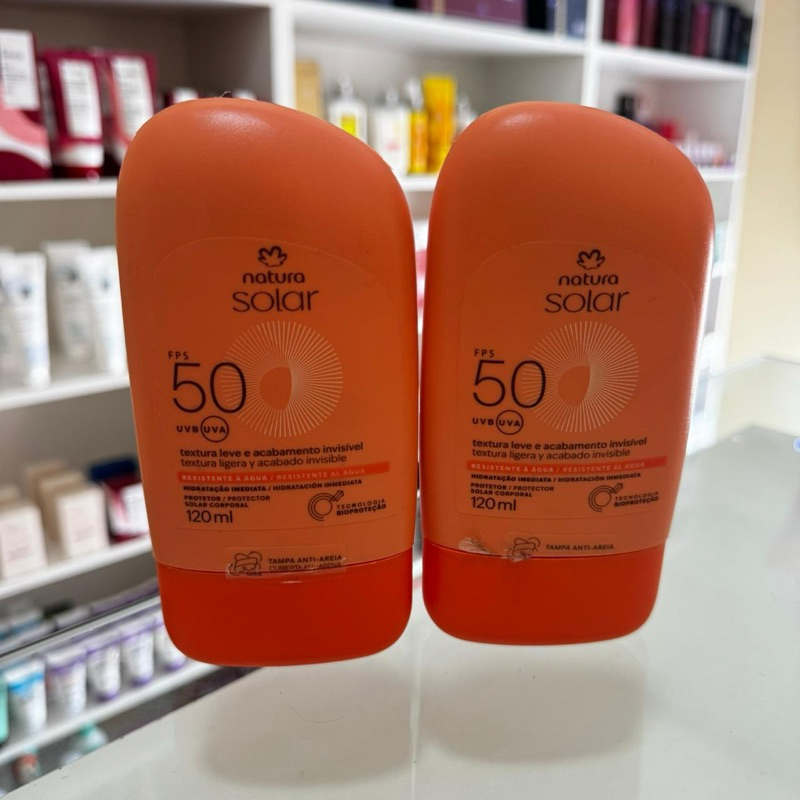 natura
solar
FPS
50
UVB UVA
textura leve e acabamento invisível
textura ligera y acabado invisible
RESISTENTE À ÁGUA / RESISTENTE AL AGUA
HIDRATAÇÃO IMEDIATA / HIDRATACIÓN INMEDIATA
PROTETOR / PROTECTOR
SOLAR CORPORAL
120 ml
TECNOLOGIA
BIOPROTEÇÃO
TAMPA ANTI-AREIA
natura
solar
FPS
50
UVB UVA
textura leve e acabamento invisível
textura ligera y acabado invisible
RESISTENTE À ÁGUA / RESISTENTE AL AGUA
HIDRATAÇÃO IMEDIATA / HIDRATACIÓN INMEDIATA
PROTETOR / PROTECTOR
SOLAR CORPORAL
120 ml
TECNOLOGIA
BIOPROTEÇÃO
TAMPA ANTI-AREIA